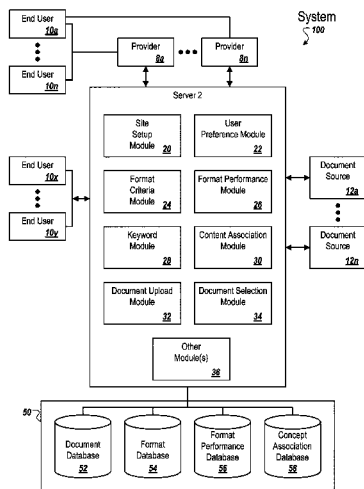 System
100
End User
10a
End User
10n
Provider
8a
Provider
8n
Server 2
Site
Setup
Module
20
User
Preference Module
22
Format
Criteria
Module
24
Format Performance
Module
26
Keyword
Module
28
Content Association
Module
30
Document Upload
Module
32
Document Selection
Module
34
Other
Module(s)
36
End User
10x
End User
10y
Document
Source
12a
Document
Source
12n
50
Document
Database
52
Format
Database
54
Format
Performance
Database
56
Concept
Association
Database
58